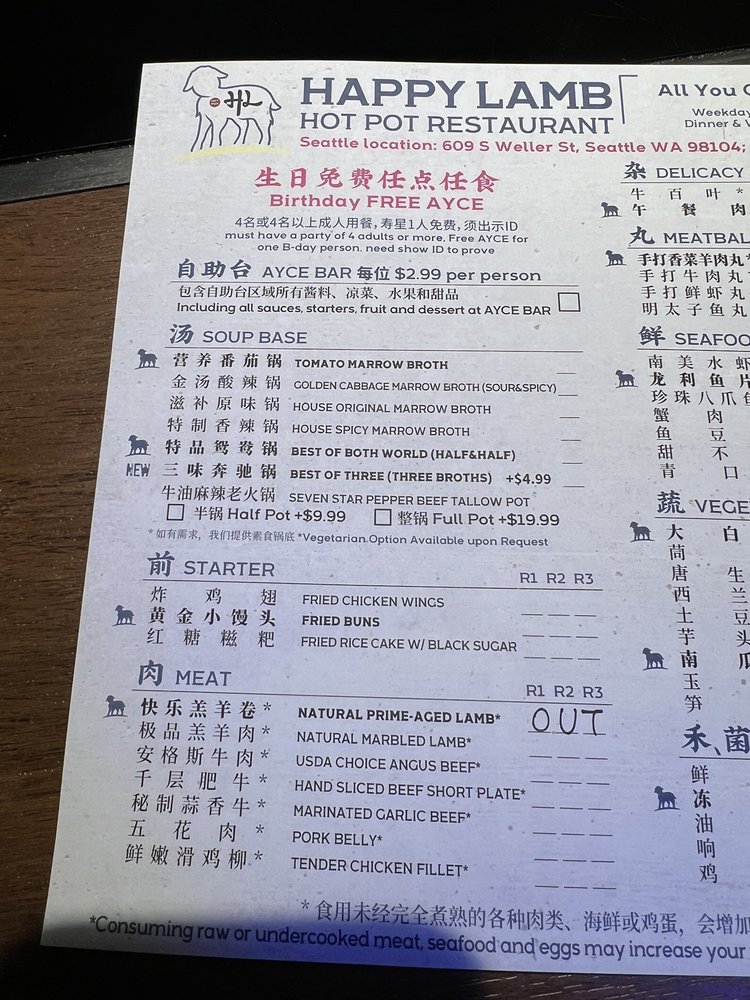 HL
HAPPY LAMB
HOT POT RESTAURANT
Seattle location: 609 S Weller St, Seattle WA 98104;
All You
Weekday
Dinner &
生日免费任点任食
Birthday FREE AYCE
4名或4名以上成人用餐,寿星1人免费,须出示ID
must have a party of 4 adults or more. Free AYCE for
one B-day person. need show ID to prove
自助台 AYCE BAR 每位 $2.99 per person
包含自助台区域所有酱料、凉菜、水果和甜品
Including all sauces, starters, fruit and dessert at AYCE BAR
汤 SOUP BASE
营养番茄锅 TOMATO MARROW BROTH
金汤酸辣锅 GOLDEN CABBAGE MARROW BROTH (SOUR&SPICY)
滋补原味锅 HOUSE ORIGINAL MARROW BROTH
特制香辣锅 HOUSE SPICY MARROW BROTH
特品鸳鸯锅 BEST OF BOTH WORLD (HALF&HALF)
NEW 三味奔驰锅 BEST OF THREE (THREE BROTHS) +$4.99
牛油麻辣老火锅 SEVEN STAR PEPPER BEEF TALLOW POT
半锅 Half Pot +$9.99 整锅 Full Pot +$19.99
*如有需求，我们提供素食锅底 *Vegetarian Option Available upon Request
前 STARTER R1 R2 R3
炸鸡翅 FRIED CHICKEN WINGS
黄金小馒头 FRIED BUNS
红糖糍粑 FRIED RICE CAKE W/ BLACK SUGAR
肉 MEAT R1 R2 R3
快乐羔羊卷* NATURAL PRIME-AGED LAMB* OUT
极品羔羊肉* NATURAL MARBLED LAMB*
安格斯牛肉* USDA CHOICE ANGUS BEEF*
千层肥牛* HAND SLICED BEEF SHORT PLATE*
秘制蒜香牛* MARINATED GARLIC BEEF*
五花肉* PORK BELLY*
鲜嫩滑鸡柳* TENDER CHICKEN FILLET*
*食用未经完全煮熟的各种肉类、海鲜或鸡蛋，会增加
*Consuming raw or undercooked meat, seafood and eggs may increase your
杂 DELICACY
牛百叶*
午餐肉
丸 MEATBAL
手打香菜羊肉丸*
手打牛肉丸
手打鲜虾丸
明太子鱼丸
鲜 SEAFOO
南美水虾
龙利鱼片
珍珠八爪鱼
蟹肉
鱼豆
甜不
青口
蔬 VEGE
大白
茼
唐生
西兰
土豆
芋头
南瓜
玉
笋
禾、菌
鲜
冻
油
响
鸡